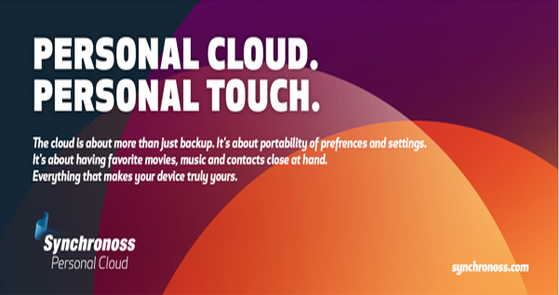 PERSONAL CLOUD.
PERSONAL TOUCH.
The cloud is about more than just backup. It's about portability of prefrences and settings.
It's about having favorite movies, music and contacts close at hand.
Everything that makes your device truly yours.
Synchronoss
Personal Cloud
synchronoss.com